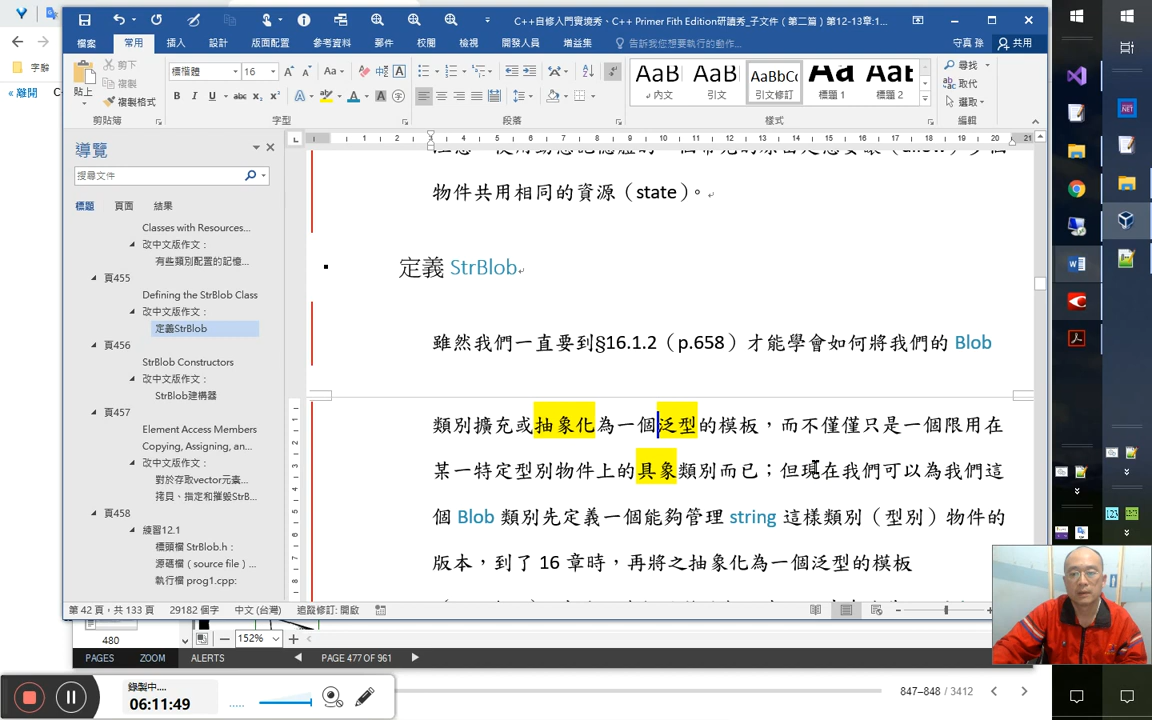 C++自修入門實境秀、C++ Primer Fith Edition研讀秀_子文件(第二篇)第12-13章:1...
檔案 常用 插入 設計 版面配置 參考資料 郵件 校閱 檢視 開發人員 增益集 告訴我您想要執行的動作... 守真 孫 共用
字齡
« 離開
貼上 剪下 複製 複製格式
標楷體 16
AaB AaB AaBbCc AaB AaB
內文 引文 引文修訂 標題 1 標題 2
尋找 取代 選取
剪貼簿 字型 段落 樣式 編輯
導覽
搜尋文件
標題 頁面 結果
Classes with Resources...
改中文版作文:
有些類別配置的記憶...
頁455
Defining the StrBlob Class
改中文版作文:
定義StrBlob
頁456
StrBlob Constructors
改中文版作文:
StrBlob建構器
頁457
Element Access Members
Copying, Assigning, an...
改中文版作文:
對於存取vector元素...
拷貝、指定和摧毀StrB...
頁458
練習12.1
標頭檔 StrBlob.h :
源碼檔(source file)...
執行檔 prog1.cpp:
物件共用相同的資源(state)。
定義 StrBlob
雖然我們一直要到§16.1.2(p.658)才能學會如何將我們的 Blob
類別擴充或抽象化為一個泛型的模板,而不僅僅只是一個限用在
某一特定型別物件上的具象類別而已;但現在我們可以為我們這
個 Blob 類別先定義一個能夠管理 string 這樣類別(型別)物件的
版本,到了 16 章時,再將之抽象化為一個泛型的模板
第 42 頁,共 133 頁 29182 個字 中文 (台灣) 追蹤修訂: 開啟
480 152%
PAGES ZOOM ALERTS PAGE 477 OF 961
錄製中....
06:11:49
847–848 / 3412